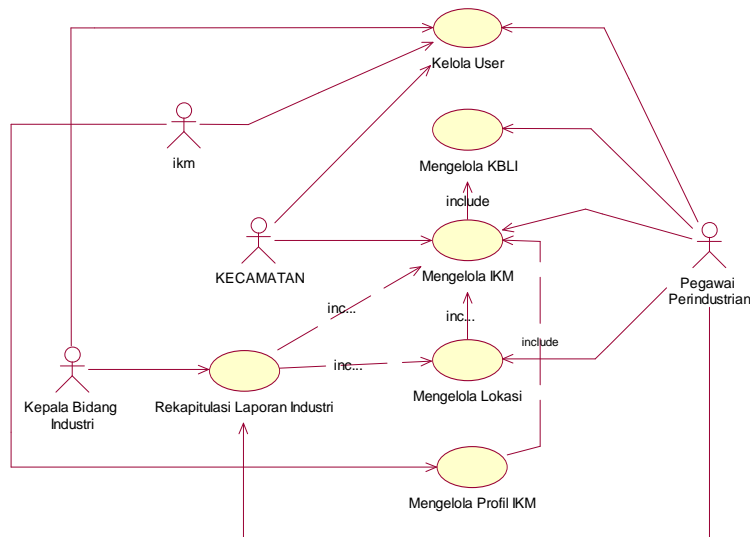 Kelola User
ikm
Mengelola KBLI
include
KECAMATAN
Mengelola IKM
Pegawai
Perindustrian
inc...
inc...
include
inc...
Kepala Bidang
Industri
Rekapitulasi Laporan Industri
Mengelola Lokasi
Mengelola Profil IKM